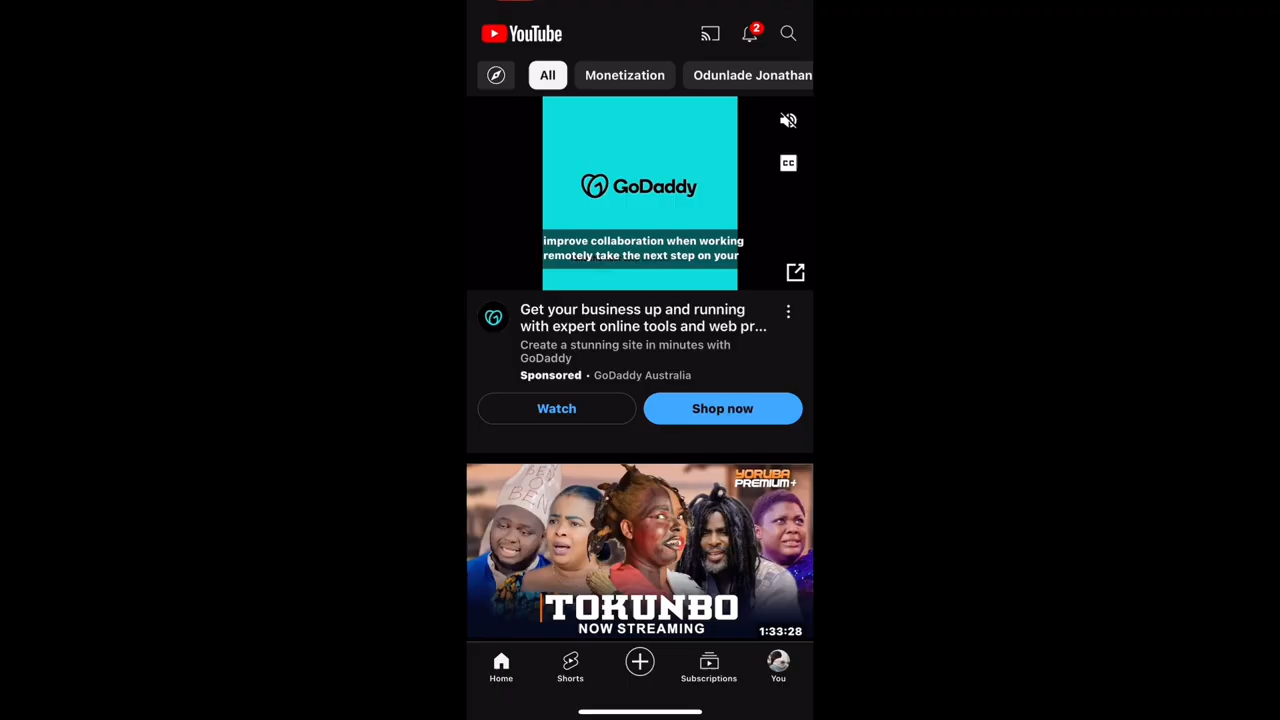 YouTube
2
All
Monetization
Odunlade Jonathan
GoDaddy
CC
improve collaboration when working
remotely take the next step on your
Get your business up and running
with expert online tools and web pr...
Create a stunning site in minutes with
GoDaddy
Sponsored • GoDaddy Australia
Watch
Shop now
YORUBA
PREMIUM+
TOKUNBO
NOW STREAMING
1:33:28
Home
Shorts
Subscriptions
You